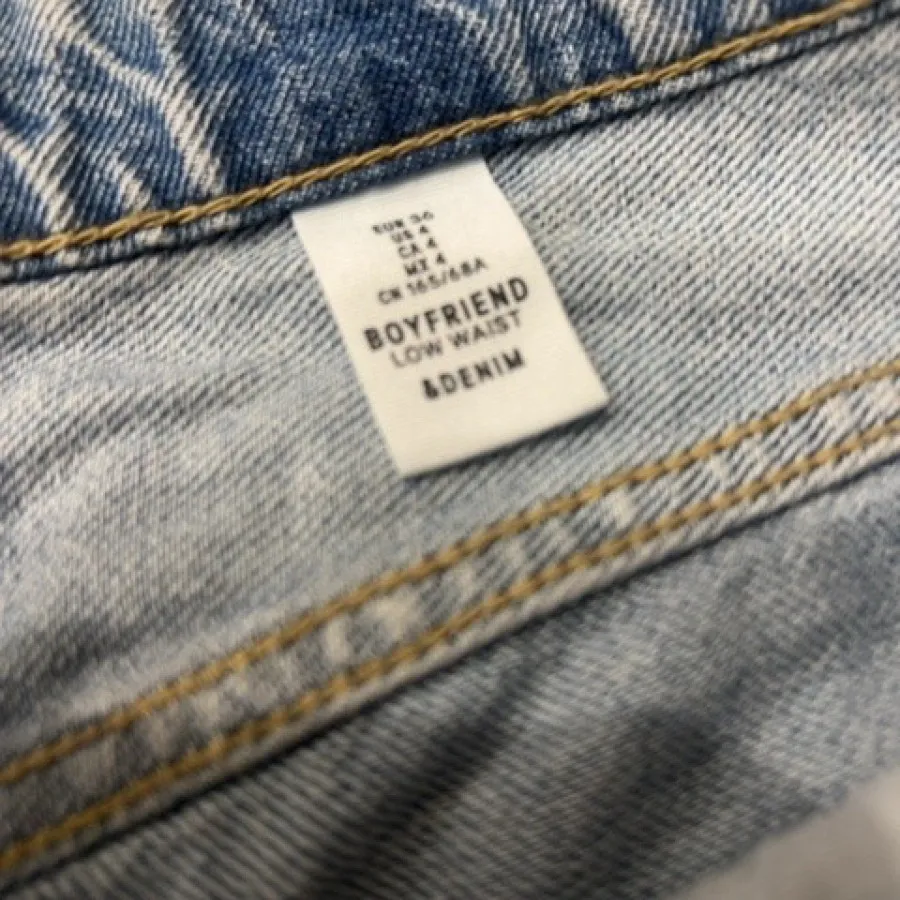 EUR 36
US 4
CA 4
MX 4
CN 165/68A
BOYFRIEND
LOW WAIST
&DENIM